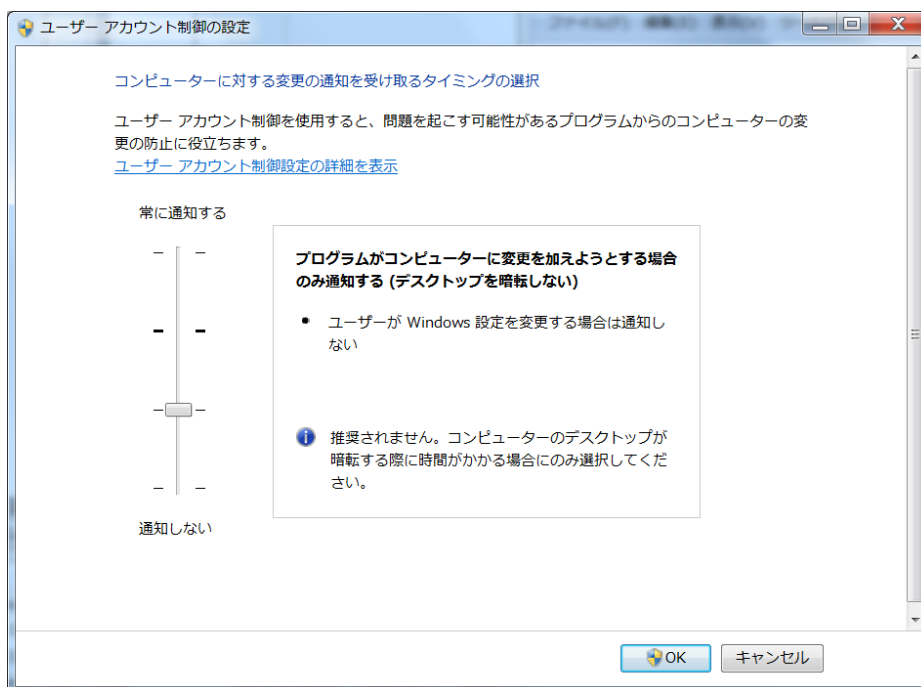 ユーザー アカウント制御の設定
コンピューターに対する変更の通知を受け取るタイミングの選択
ユーザー アカウント制御を使用すると、問題を起こす可能性があるプログラムからのコンピューターの変
更の防止に役立ちます。
ユーザー アカウント制御設定の詳細を表示
常に通知する
プログラムがコンピューターに変更を加えようとする場合
のみ通知する (デスクトップを暗転しない)
• ユーザーが Windows 設定を変更する場合は通知し
ない
推奨されません。コンピューターのデスクトップが
暗転する際に時間がかかる場合にのみ選択してくだ
さい。
通知しない
OK
キャンセル